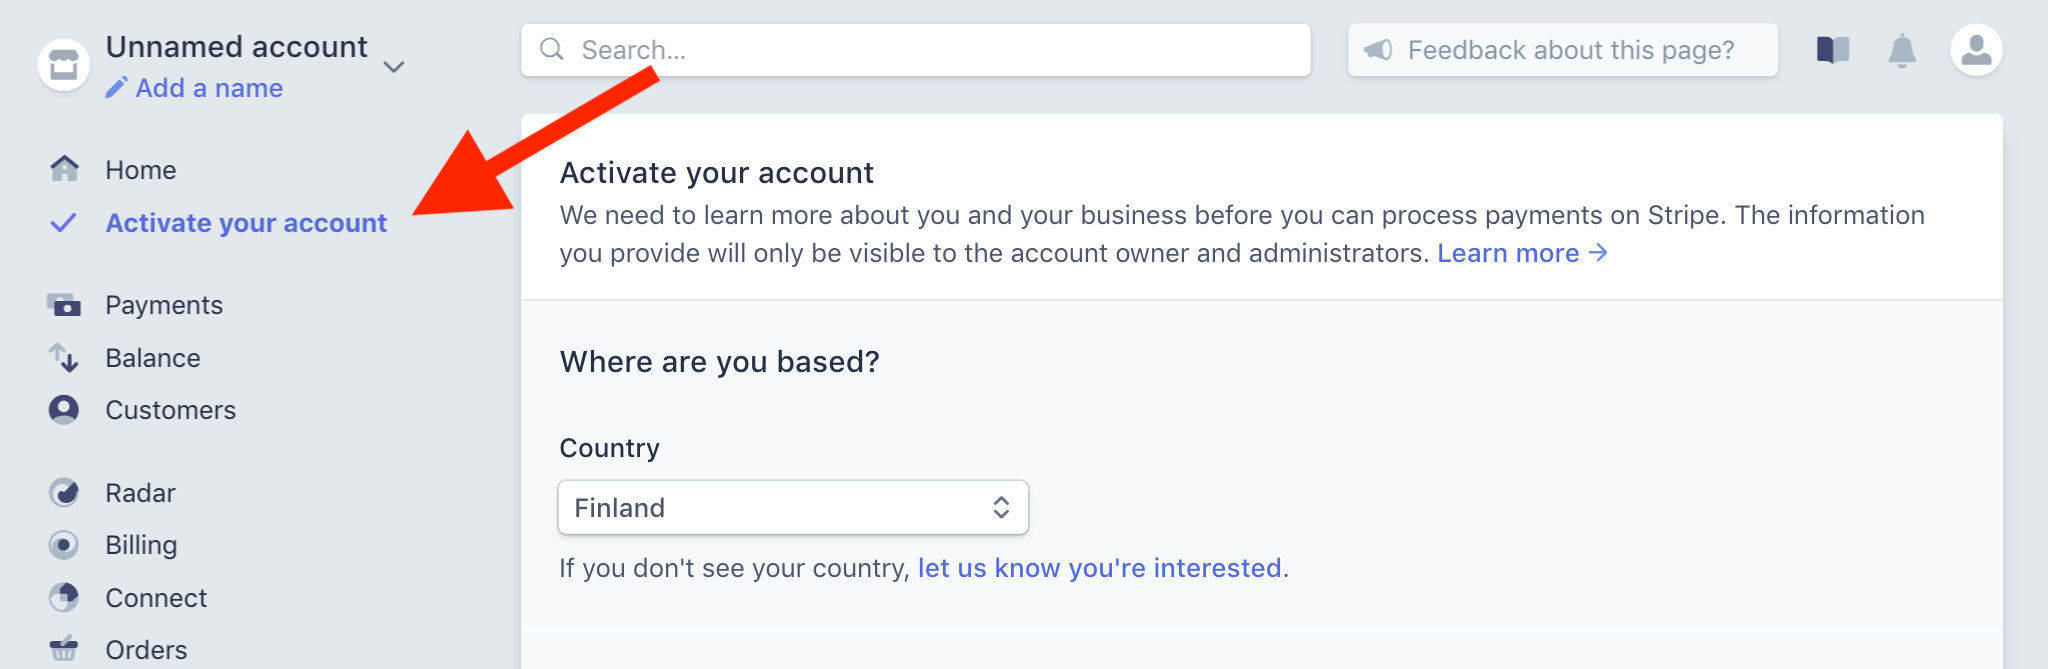 Unnamed account
Add a name
Search...
Feedback about this page?
Home
Activate your account
Payments
Balance
Customers
Radar
Billing
Connect
Orders
Activate your account
We need to learn more about you and your business before you can process payments on Stripe. The information
you provide will only be visible to the account owner and administrators. Learn more →
Where are you based?
Country
Finland
If you don't see your country, let us know you're interested.